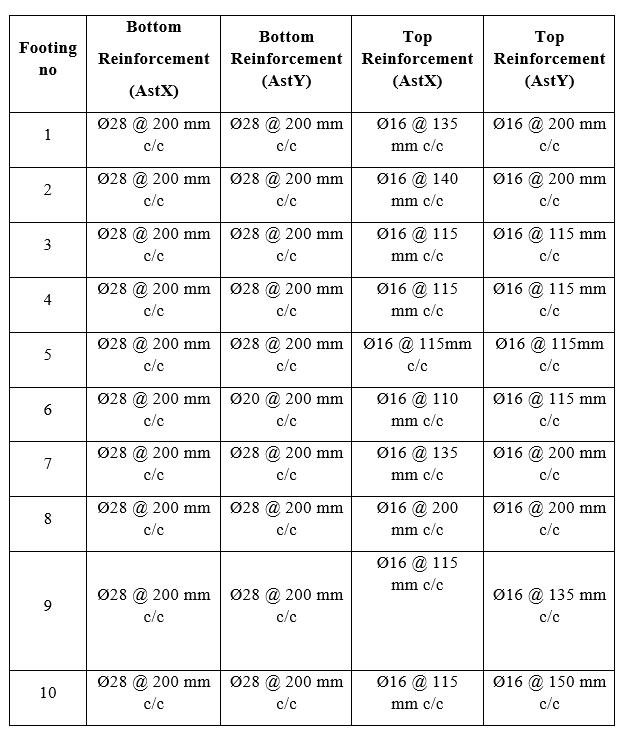 Footing no | Bottom Reinforcement (AstX) | Bottom Reinforcement (AstY) | Top Reinforcement (AstX) | Top Reinforcement (AstY)
1 | Ø28 @ 200 mm c/c | Ø28 @ 200 mm c/c | Ø16 @ 135 mm c/c | Ø16 @ 200 mm c/c
2 | Ø28 @ 200 mm c/c | Ø28 @ 200 mm c/c | Ø16 @ 140 mm c/c | Ø16 @ 200 mm c/c
3 | Ø28 @ 200 mm c/c | Ø28 @ 200 mm c/c | Ø16 @ 115 mm c/c | Ø16 @ 115 mm c/c
4 | Ø28 @ 200 mm c/c | Ø28 @ 200 mm c/c | Ø16 @ 115 mm c/c | Ø16 @ 115 mm c/c
5 | Ø28 @ 200 mm c/c | Ø28 @ 200 mm c/c | Ø16 @ 115mm c/c | Ø16 @ 115mm c/c
6 | Ø28 @ 200 mm c/c | Ø20 @ 200 mm c/c | Ø16 @ 110 mm c/c | Ø16 @ 115 mm c/c
7 | Ø28 @ 200 mm c/c | Ø28 @ 200 mm c/c | Ø16 @ 135 mm c/c | Ø16 @ 200 mm c/c
8 | Ø28 @ 200 mm c/c | Ø28 @ 200 mm c/c | Ø16 @ 200 mm c/c | Ø16 @ 200 mm c/c
9 | Ø28 @ 200 mm c/c | Ø28 @ 200 mm c/c | Ø16 @ 115 mm c/c | Ø16 @ 135 mm c/c
10 | Ø28 @ 200 mm c/c | Ø28 @ 200 mm c/c | Ø16 @ 115 mm c/c | Ø16 @ 150 mm c/c